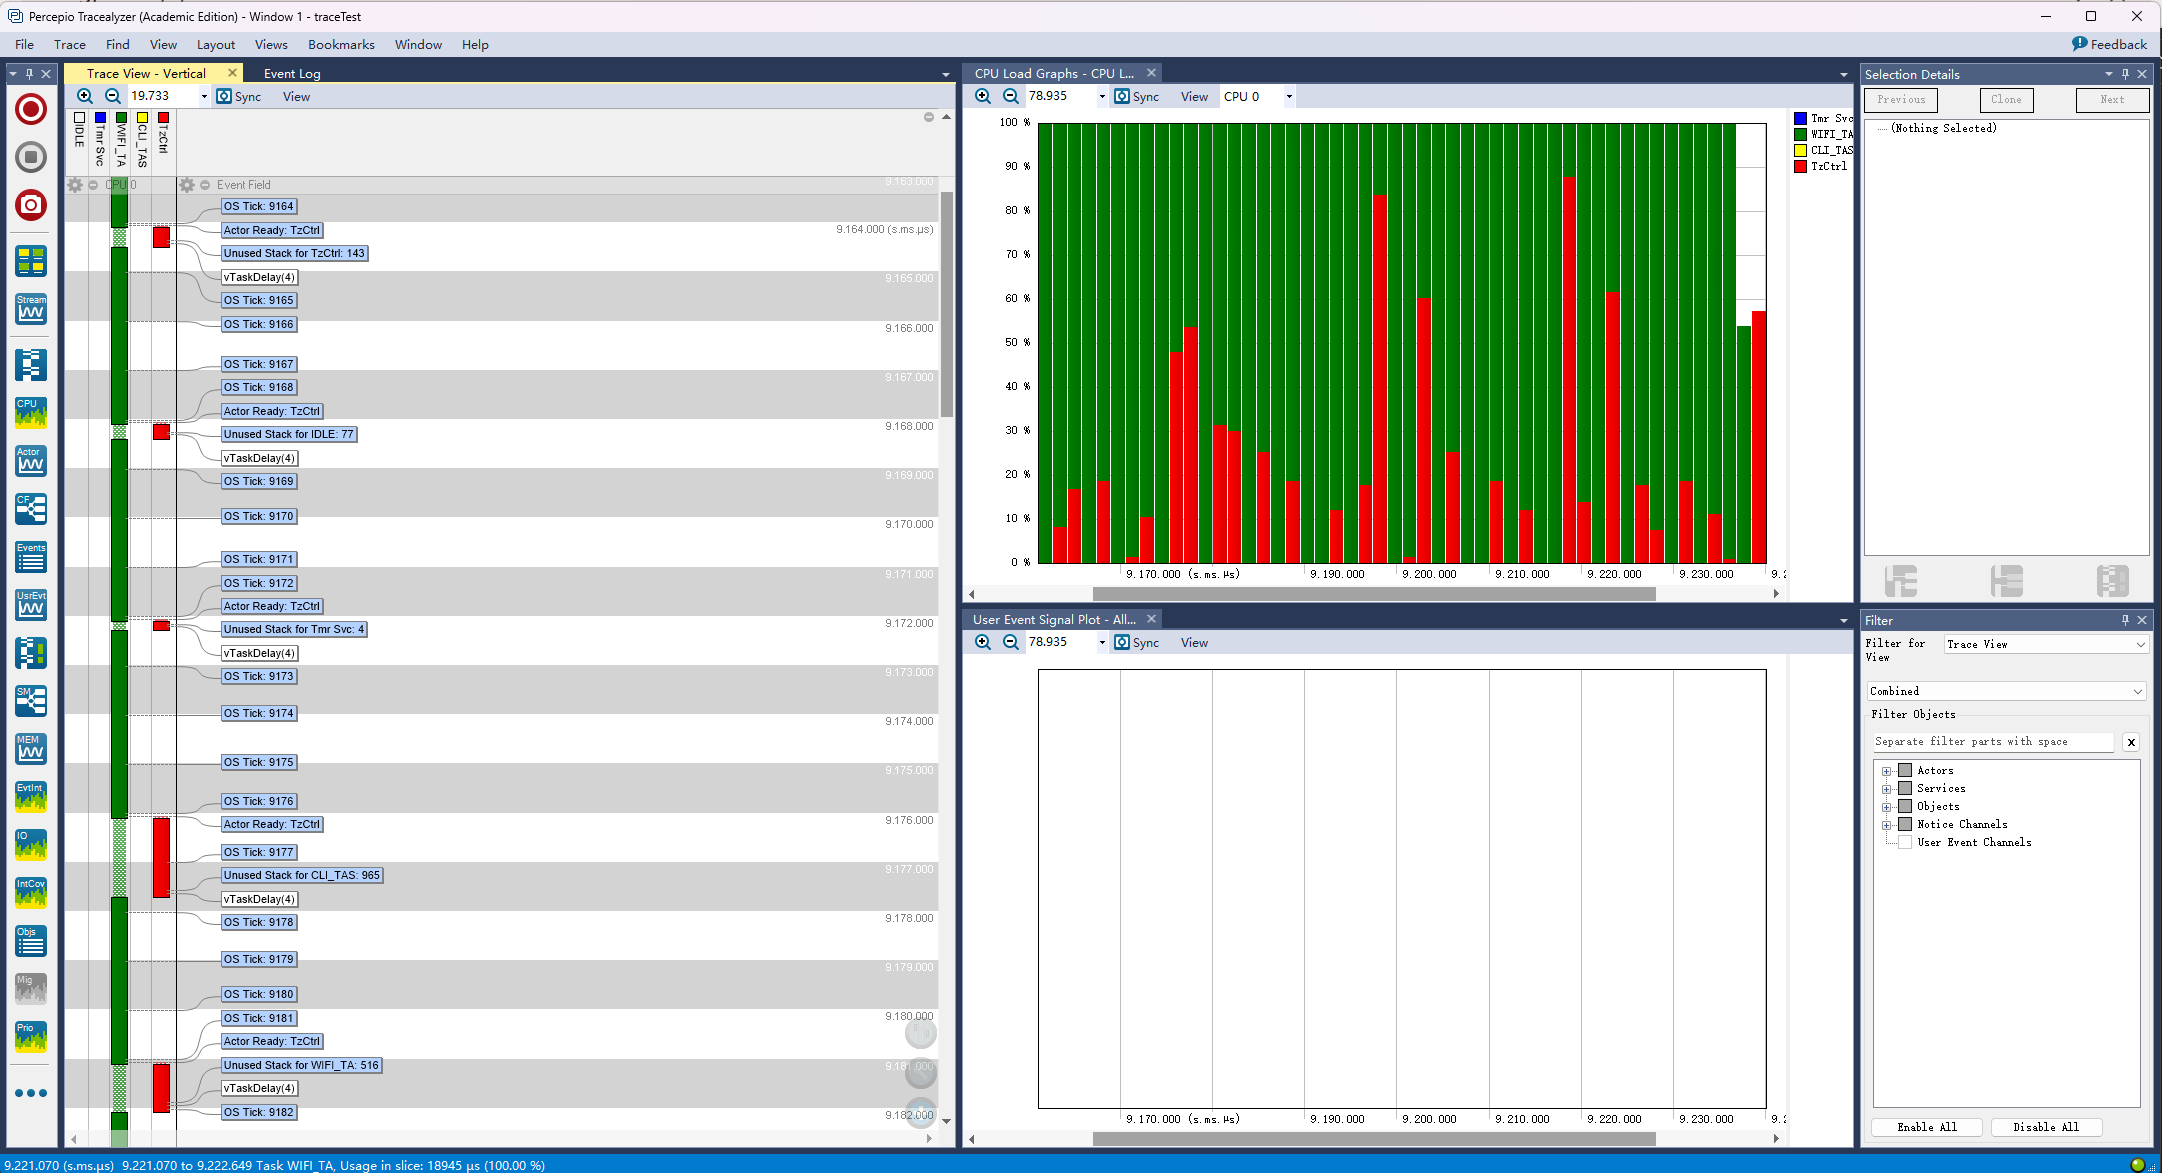 Percepio Tracealyzer (Academic Edition) - Window 1 - traceTest
File Trace Find View Layout Views Bookmarks Window Help
Feedback
Trace View - Vertical
Event Log
19.733
Sync
View
IDLE
Tmr Svc
WIFI_TA
CLI_TAS
TzCtrl
CPU 0
Event Field
9.163.000
OS Tick: 9164
Actor Ready: TzCtrl
9.164.000 (s.ms.µs)
Unused Stack for TzCtrl: 143
vTaskDelay(4)
9.165.000
OS Tick: 9165
OS Tick: 9166
9.166.000
OS Tick: 9167
9.167.000
OS Tick: 9168
Actor Ready: TzCtrl
9.168.000
Unused Stack for IDLE: 77
vTaskDelay(4)
9.169.000
OS Tick: 9169
OS Tick: 9170
9.170.000
OS Tick: 9171
9.171.000
OS Tick: 9172
Actor Ready: TzCtrl
9.172.000
Unused Stack for Tmr Svc: 4
vTaskDelay(4)
9.173.000
OS Tick: 9173
OS Tick: 9174
9.174.000
OS Tick: 9175
9.175.000
OS Tick: 9176
9.176.000
Actor Ready: TzCtrl
OS Tick: 9177
9.177.000
Unused Stack for CLI_TAS: 965
vTaskDelay(4)
9.178.000
OS Tick: 9178
OS Tick: 9179
9.179.000
OS Tick: 9180
9.180.000
OS Tick: 9181
Actor Ready: TzCtrl
Unused Stack for WIFI_TA: 516
vTaskDelay(4)
OS Tick: 9182
9.182.000
Stream
CPU
Actor
CF
Events
UsrEvt
SM
MEM
EvtInt
IO
IntCov
Objs
Mig
Prio
CPU Load Graphs - CPU L...
78.935
Sync
View
CPU 0
100 %
90 %
80 %
70 %
60 %
50 %
40 %
30 %
20 %
10 %
0 %
9.170.000 (s.ms.µs)
9.190.000
9.200.000
9.210.000
9.220.000
9.230.000
9.2
Tmr Svc
WIFI_TA
CLI_TAS
TzCtrl
User Event Signal Plot - All...
78.935
Sync
View
9.170.000 (s.ms.µs)
9.190.000
9.200.000
9.210.000
9.220.000
9.230.000
9.2
Selection Details
Previous
Clone
Next
(Nothing Selected)
Filter
Filter for View
Trace View
Combined
Filter Objects
Separate filter parts with space
x
Actors
Services
Objects
Notice Channels
User Event Channels
Enable All
Disable All
9.221.070 (s.ms.µs) 9.221.070 to 9.222.649 Task WIFI_TA, Usage in slice: 18945 µs (100.00 %)